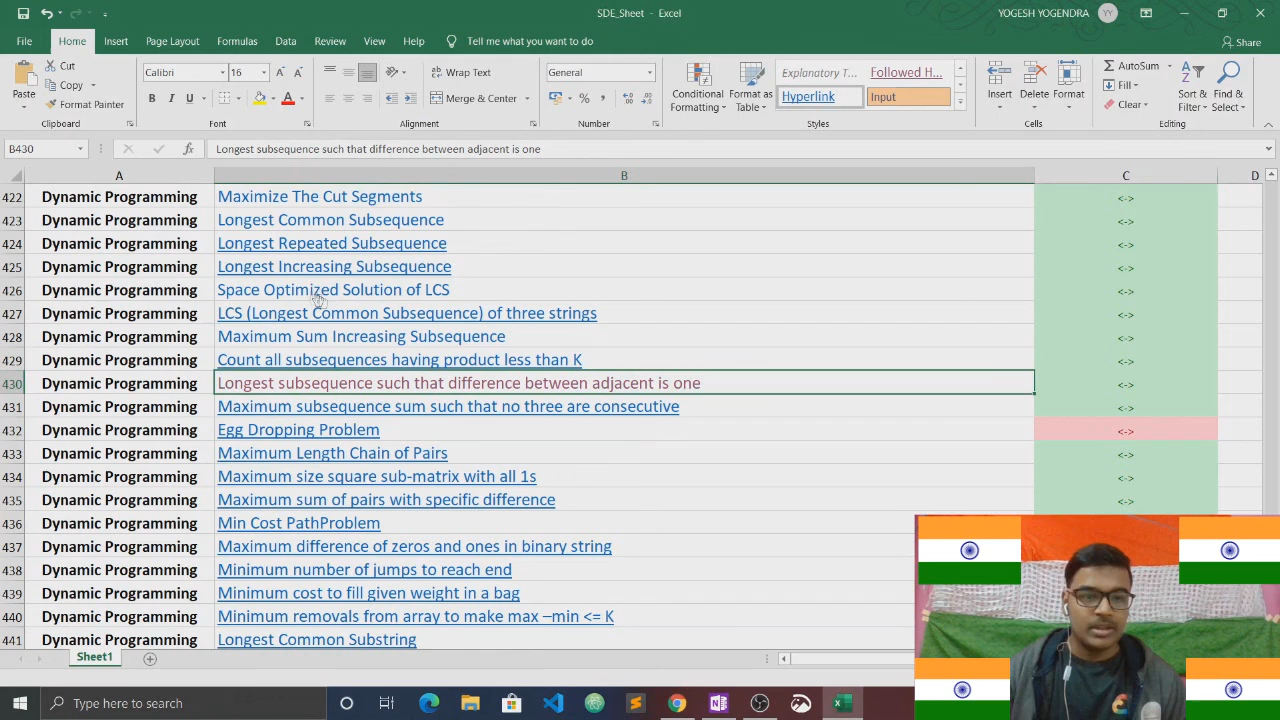 SDE_Sheet - Excel
YOGESH YOGENDRA YY
File Home Insert Page Layout Formulas Data Review View Help Tell me what you want to do Share
Cut
Copy
Format Painter
Paste
Clipboard
Calibri 16
B I U
Font
Wrap Text
Merge & Center
Alignment
General
Number
Conditional Formatting
Format as Table
Explanatory T... Followed H...
Hyperlink Input
Styles
Insert Delete Format
Cells
AutoSum
Fill
Clear
Sort & Filter
Find & Select
Editing
B430 fx Longest subsequence such that difference between adjacent is one
A B C D
422 Dynamic Programming Maximize The Cut Segments <->
423 Dynamic Programming Longest Common Subsequence <->
424 Dynamic Programming Longest Repeated Subsequence <->
425 Dynamic Programming Longest Increasing Subsequence <->
426 Dynamic Programming Space Optimized Solution of LCS <->
427 Dynamic Programming LCS (Longest Common Subsequence) of three strings <->
428 Dynamic Programming Maximum Sum Increasing Subsequence <->
429 Dynamic Programming Count all subsequences having product less than K <->
430 Dynamic Programming Longest subsequence such that difference between adjacent is one <->
431 Dynamic Programming Maximum subsequence sum such that no three are consecutive <->
432 Dynamic Programming Egg Dropping Problem <->
433 Dynamic Programming Maximum Length Chain of Pairs <->
434 Dynamic Programming Maximum size square sub-matrix with all 1s <->
435 Dynamic Programming Maximum sum of pairs with specific difference <->
436 Dynamic Programming Min Cost PathProblem
437 Dynamic Programming Maximum difference of zeros and ones in binary string
438 Dynamic Programming Minimum number of jumps to reach end
439 Dynamic Programming Minimum cost to fill given weight in a bag
440 Dynamic Programming Minimum removals from array to make max –min <= K
441 Dynamic Programming Longest Common Substring
Sheet1
Type here to search